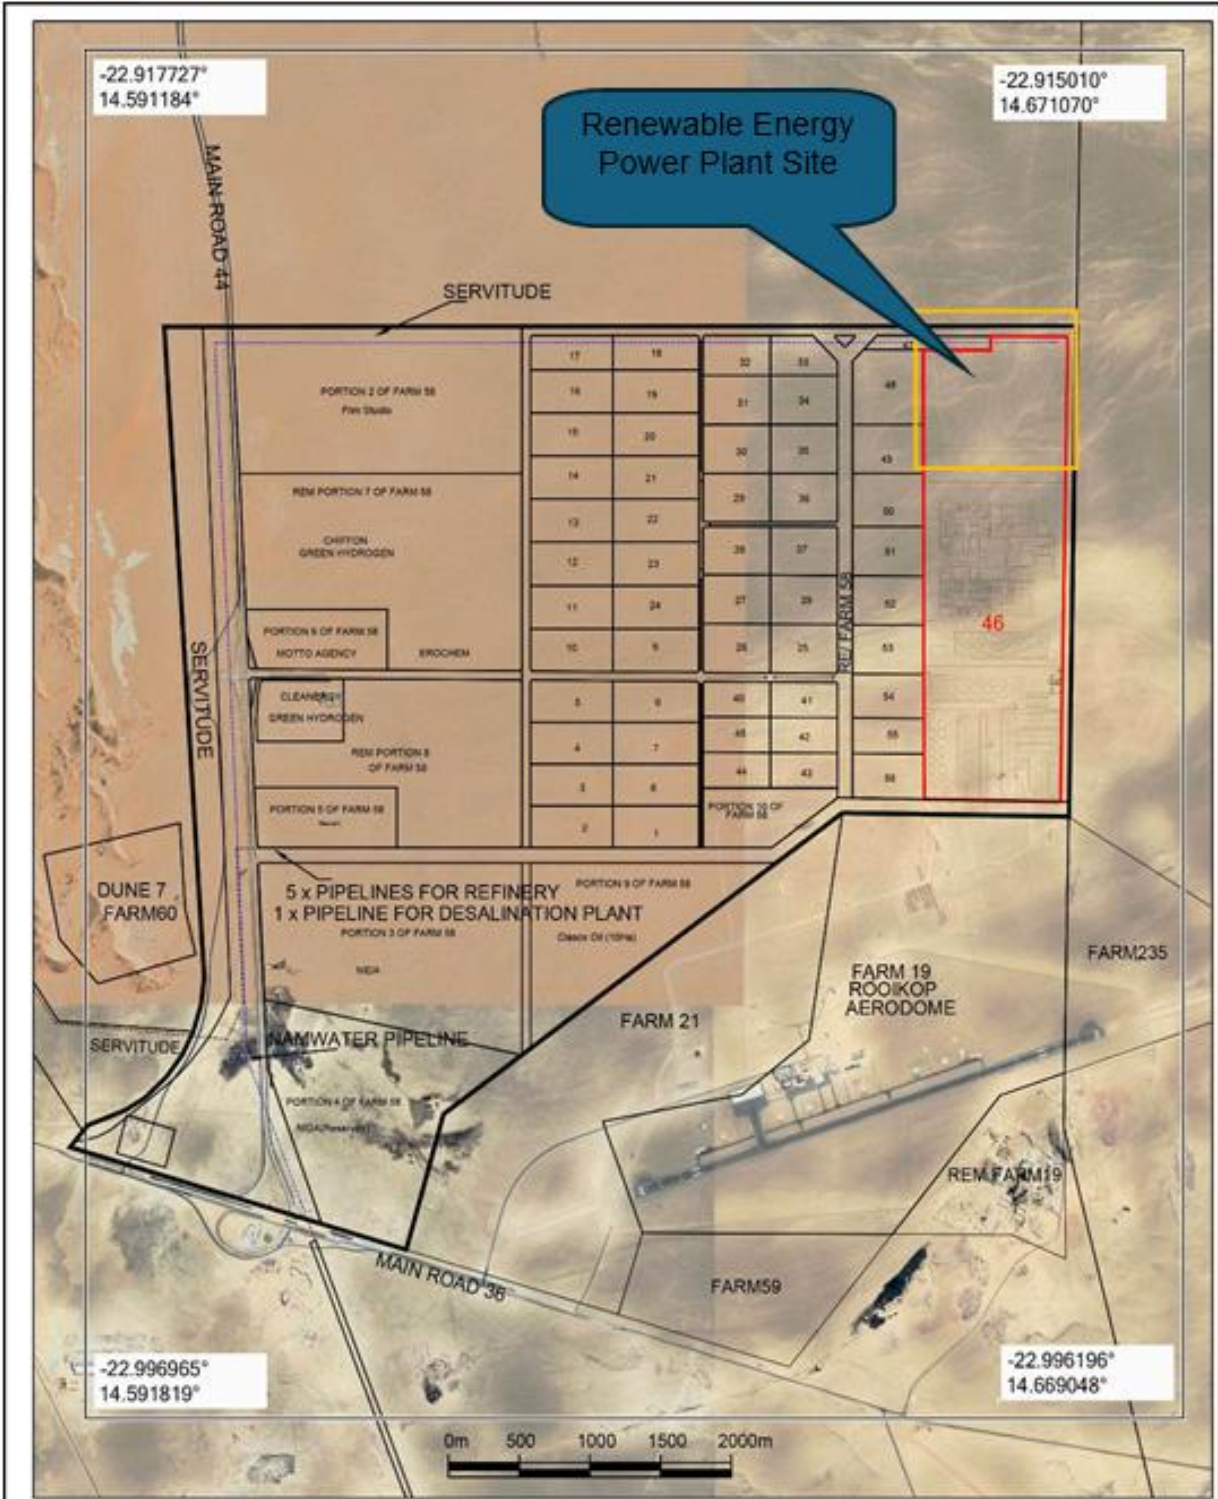 -22.917727°
14.591184°
-22.915010°
14.671070°
Renewable Energy
Power Plant Site
MAIN ROAD 44
SERVITUDE
PORTION 2 OF FARM 58
Film Studio
REM PORTION 7 OF FARM 58
CHIFFON
GREEN HYDROGEN
PORTION 6 OF FARM 58
MOTTO AGENCY
EROCHEM
SERVITUDE
CLEANERGY
GREEN HYDROGEN
REM PORTION 8
OF FARM 58
PORTION 5 OF FARM 58
17
18
16
19
15
20
14
21
13
22
12
23
11
24
10
9
5
6
4
7
3
8
2
1
32
33
31
34
30
35
29
36
37
27
26
25
40
41
42
44
43
RE/ FARM 58
48
50
51
52
53
54
55
56
46
PORTION 10 OF
FARM 58
DUNE 7
FARM60
5 x PIPELINES FOR REFINERY
1 x PIPELINE FOR DESALINATION PLANT
PORTION 9 OF FARM 58
PORTION 3 OF FARM 58
FARM235
FARM 19
ROOIKOP
AERODOME
FARM 21
SERVITUDE
NAMWATER PIPELINE
PORTION 4 OF FARM 58
REM FARM19
MAIN ROAD 36
FARM59
-22.996965°
14.591819°
-22.996196°
14.669048°
0m
500
1000
1500
2000m